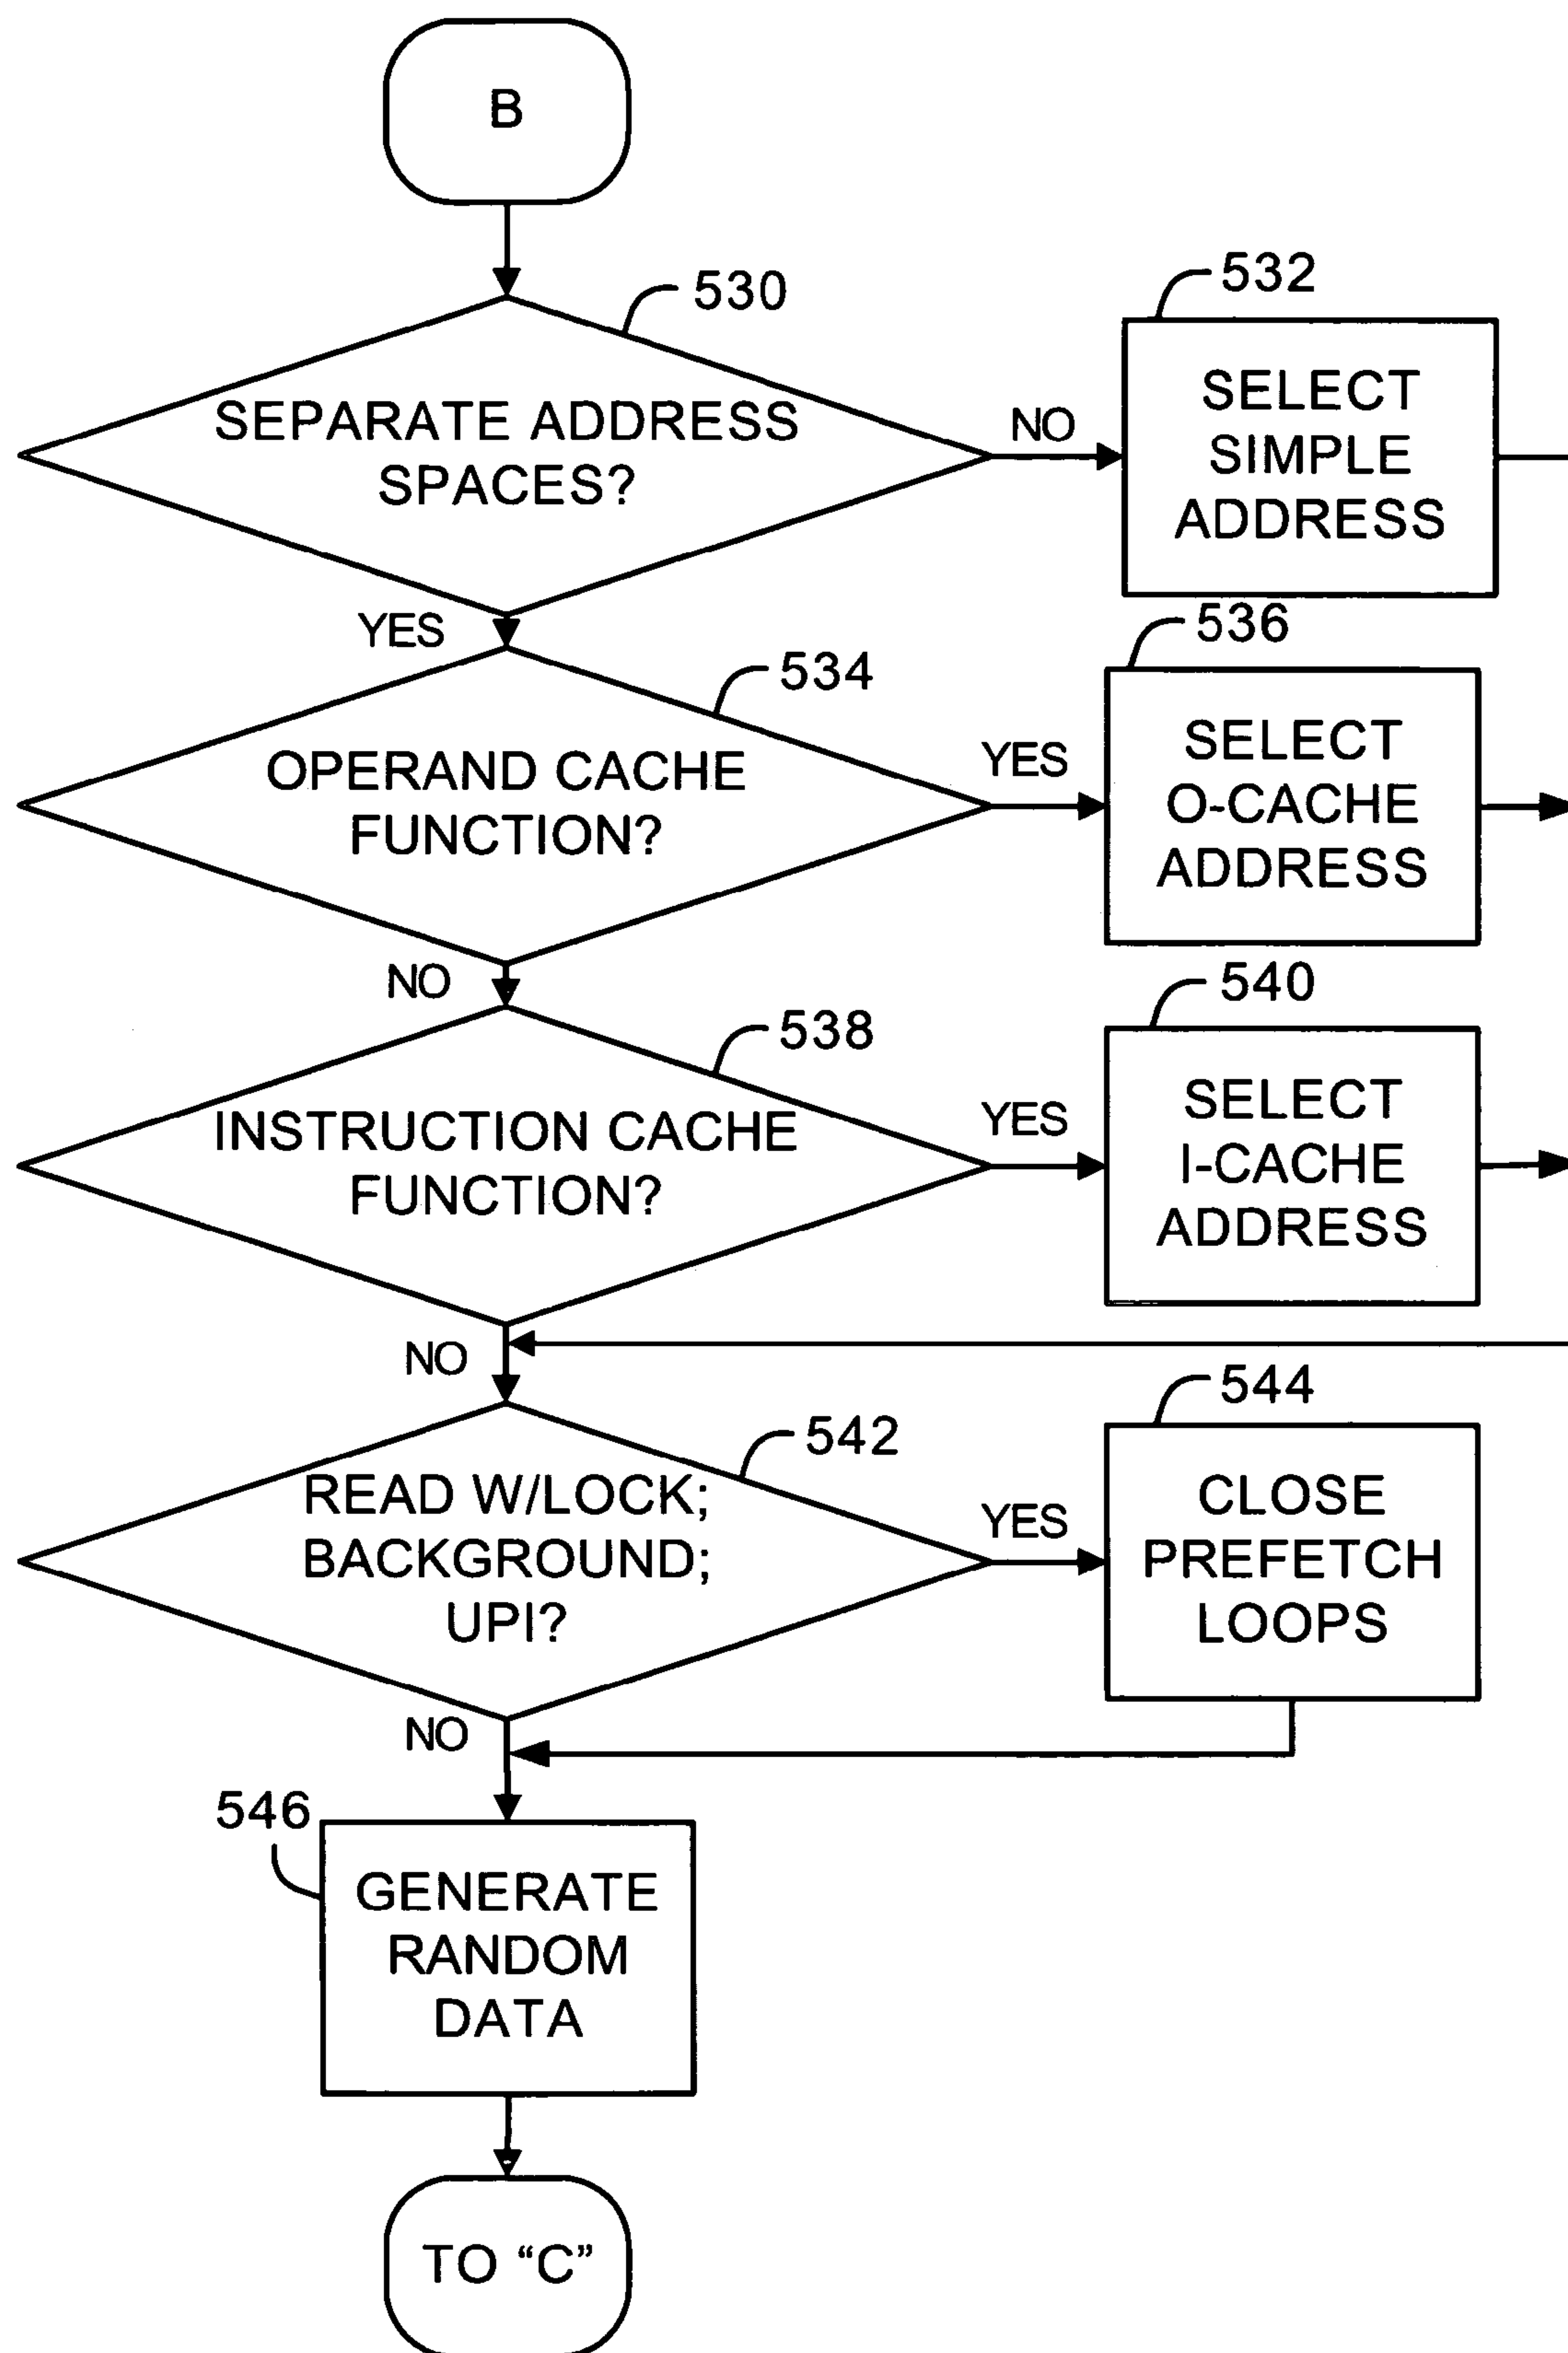 B
530
SEPARATE ADDRESS
SPACES?
NO
532
SELECT
SIMPLE
ADDRESS
YES
534
OPERAND CACHE
FUNCTION?
YES
536
SELECT
O-CACHE
ADDRESS
NO
538
INSTRUCTION CACHE
FUNCTION?
YES
540
SELECT
I-CACHE
ADDRESS
NO
542
READ W/LOCK;
BACKGROUND;
UPI?
YES
544
CLOSE
PREFETCH
LOOPS
NO
546
GENERATE
RANDOM
DATA
TO “C”